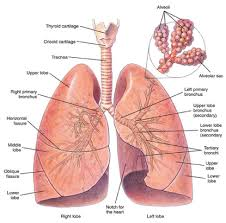 Alveoli
Thyroid cartilage
Cricoid cartilage
Trachea
Alveolar sac
Upper lobe
Right primary
bronchus
Left primary
bronchus
Upper lobe
bronchus
(secondary)
Lower lobe
bronchus
(secondary)
Horizontal
fissure
Middle
lobe
Tertiary
bronchi
Oblique
fissure
Upper
lobe
Lower lobe
Lower
lobe
Right lobe
Notch for
the heart
Left lobe